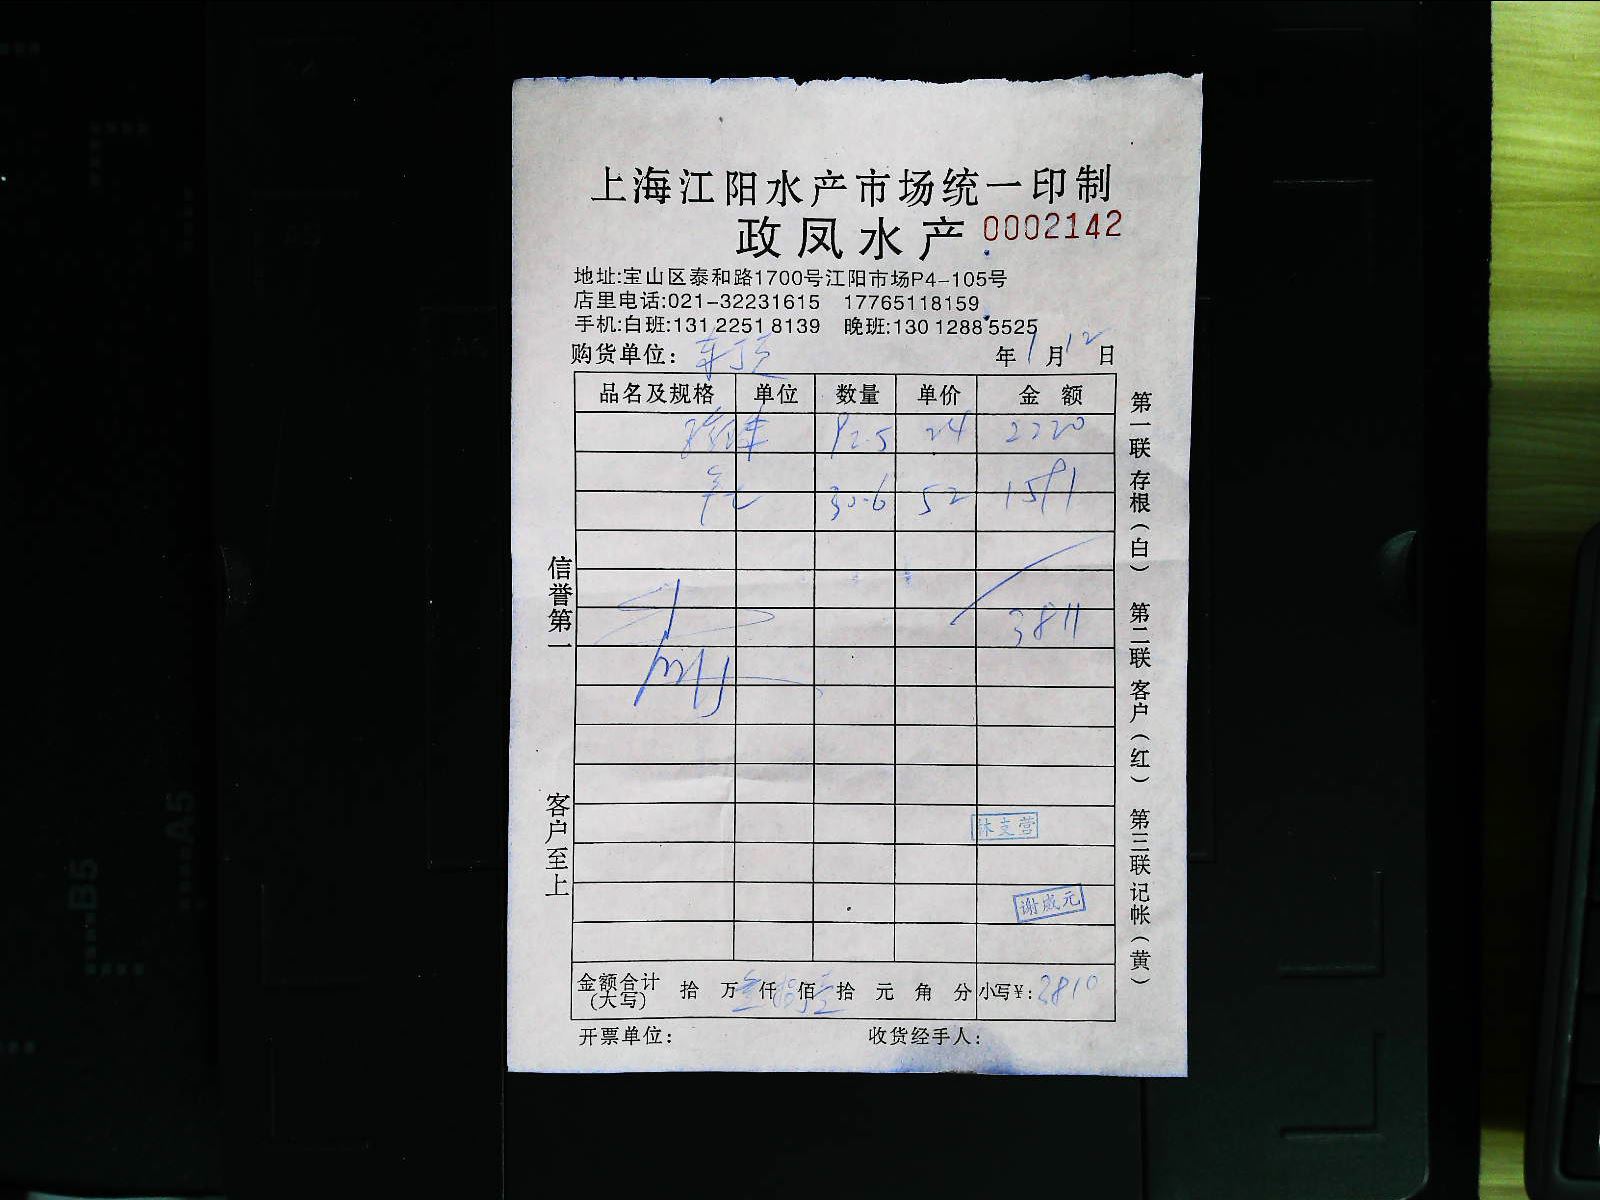 上海江阳水产市场统一印制
政凤水产 0002142
地址:宝山区泰和路1700号江阳市场P4-105号
店里电话:021-32231615 17765118159
手机:白班:131 2251 8139 晚班:130 1288 5525
购货单位: 年 1 月 12 日
品名及规格 单位 数量 单价 金 额
92.5 24 2220
30.6 52 1591
3811
信誉第一
客户至上
第一联 存根(白) 第二联 客户(红) 第三联 记帐(黄)
林支营
谢成元
金额合计(大写) 拾 万 叁 仟 捌 佰 壹 拾 元 角 分 小写¥: 3810
开票单位: 收货经手人: